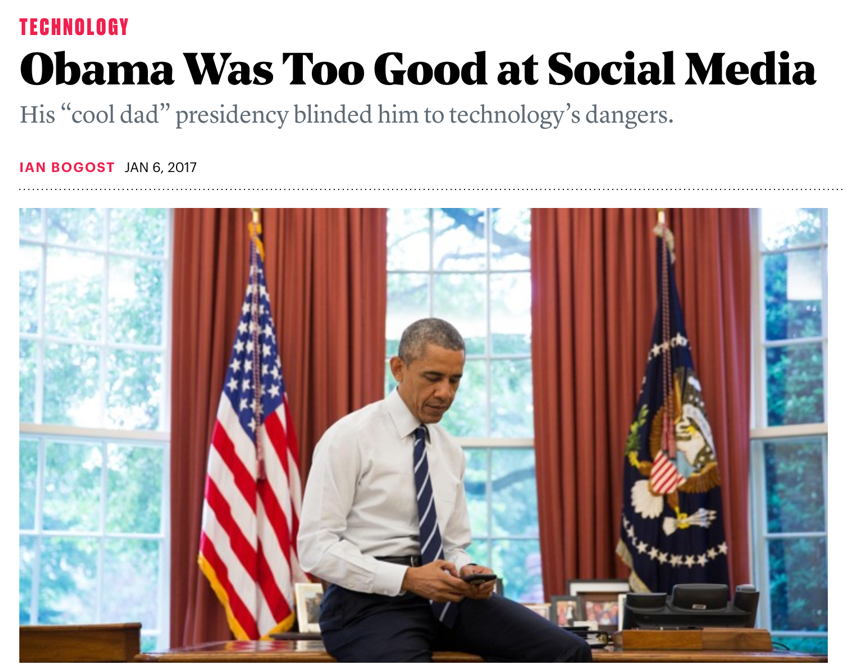 TECHNOLOGY
Obama Was Too Good at Social Media
His “cool dad” presidency blinded him to technology’s dangers.
IAN BOGOST JAN 6, 2017